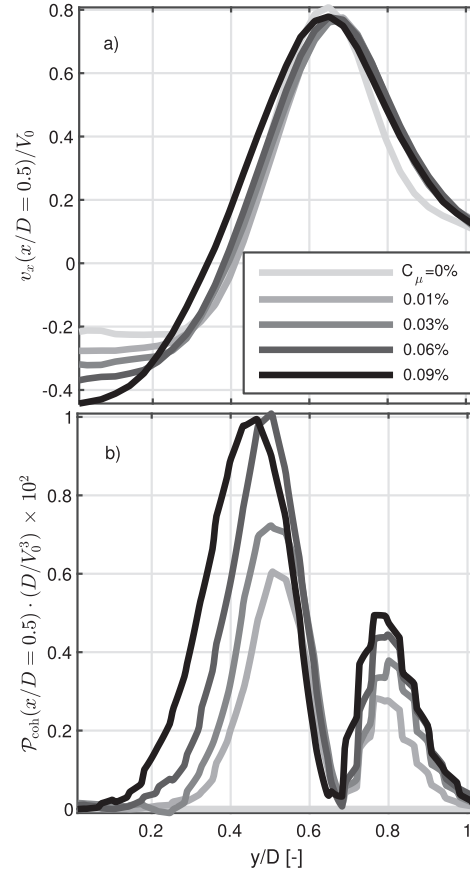 0.8
a)
0.6
0.4
0.2
0
-0.2
-0.4
v_x(x/D = 0.5)/V_0
C_μ=0%
0.01%
0.03%
0.06%
0.09%
1
b)
0.8
0.6
0.4
0.2
0
𝒫_coh(x/D = 0.5) · (D/V_0^3) × 10^2
0.2 0.4 0.6 0.8 1
y/D [-]